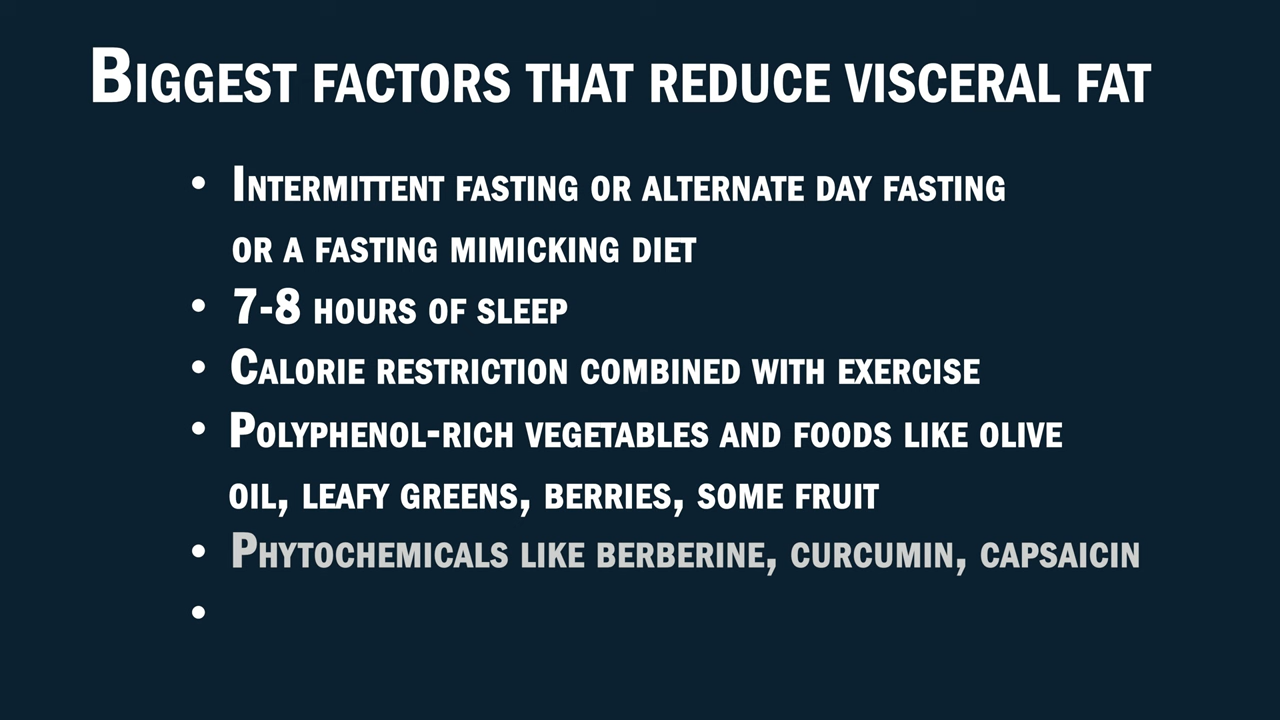 Biggest factors that reduce visceral fat
• Intermittent fasting or alternate day fasting
or a fasting mimicking diet
• 7-8 hours of sleep
• Calorie restriction combined with exercise
• Polyphenol-rich vegetables and foods like olive
oil, leafy greens, berries, some fruit
• Phytochemicals like berberine, curcumin, capsaicin
•